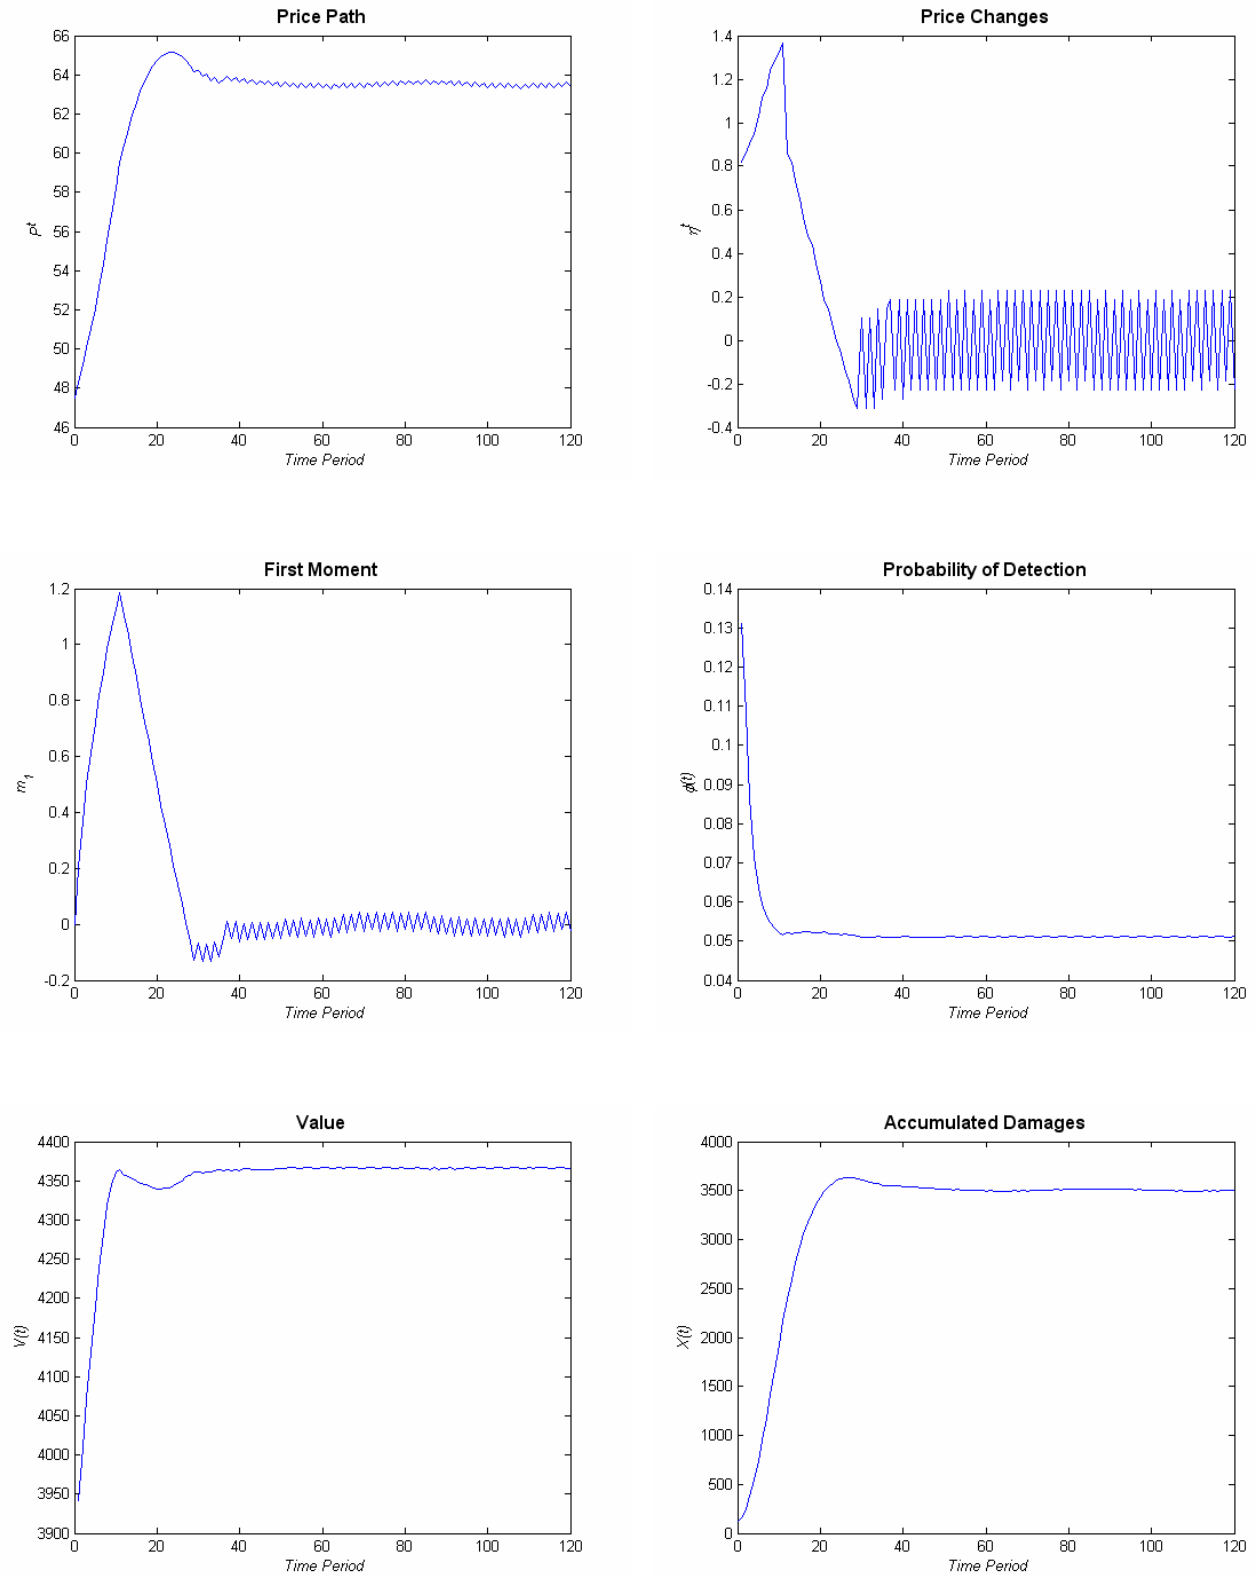 Price Path
66
64
62
60
58
56
54
52
50
48
46
0 20 40 60 80 100 120
P^t
Time Period
Price Changes
1.4
1.2
1
0.8
0.6
0.4
0.2
0
-0.2
-0.4
0 20 40 60 80 100 120
η^t
Time Period
First Moment
1.2
1
0.8
0.6
0.4
0.2
0
-0.2
0 20 40 60 80 100 120
m_1
Time Period
Probability of Detection
0.14
0.13
0.12
0.11
0.1
0.09
0.08
0.07
0.06
0.05
0.04
0 20 40 60 80 100 120
ϕ(t)
Time Period
Value
4400
4350
4300
4250
4200
4150
4100
4050
4000
3950
3900
0 20 40 60 80 100 120
V(t)
Time Period
Accumulated Damages
4000
3500
3000
2500
2000
1500
1000
500
0
0 20 40 60 80 100 120
X(t)
Time Period